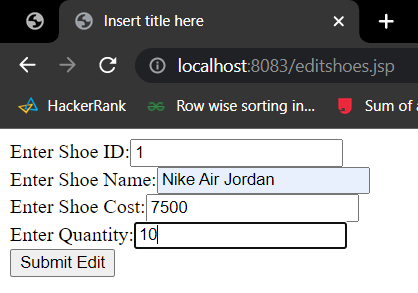 Insert title here
localhost:8083/editshoes.jsp
HackerRank Row wise sorting in... Sum of a
Enter Shoe ID: 1
Enter Shoe Name: Nike Air Jordan
Enter Shoe Cost: 7500
Enter Quantity: 10
Submit Edit